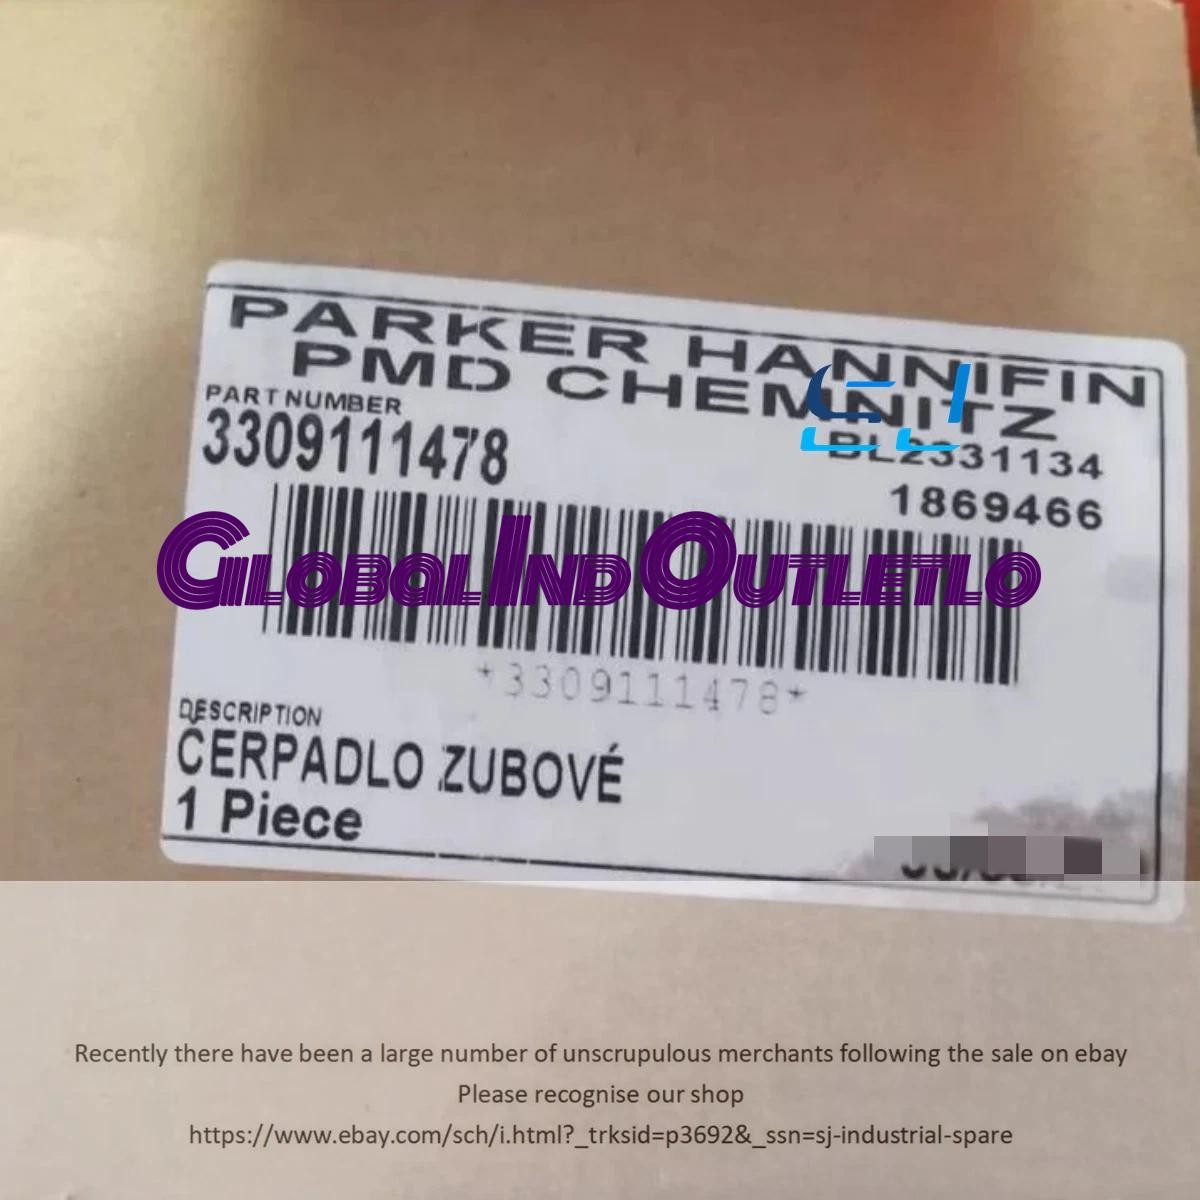 PARKER HANNIFIN
PMD CHEMNITZ
PART NUMBER
3309111478
BL2331134
1869466
GLOBALINDOUTLETLO
*3309111478*
DESCRIPTION
ČERPADLO ZUBOVÉ
1 Piece
Recently there have been a large number of unscrupulous merchants following the sale on ebay
Please recognise our shop
https://www.ebay.com/sch/i.html?_trksid=p3692&_ssn=sj-industrial-spare